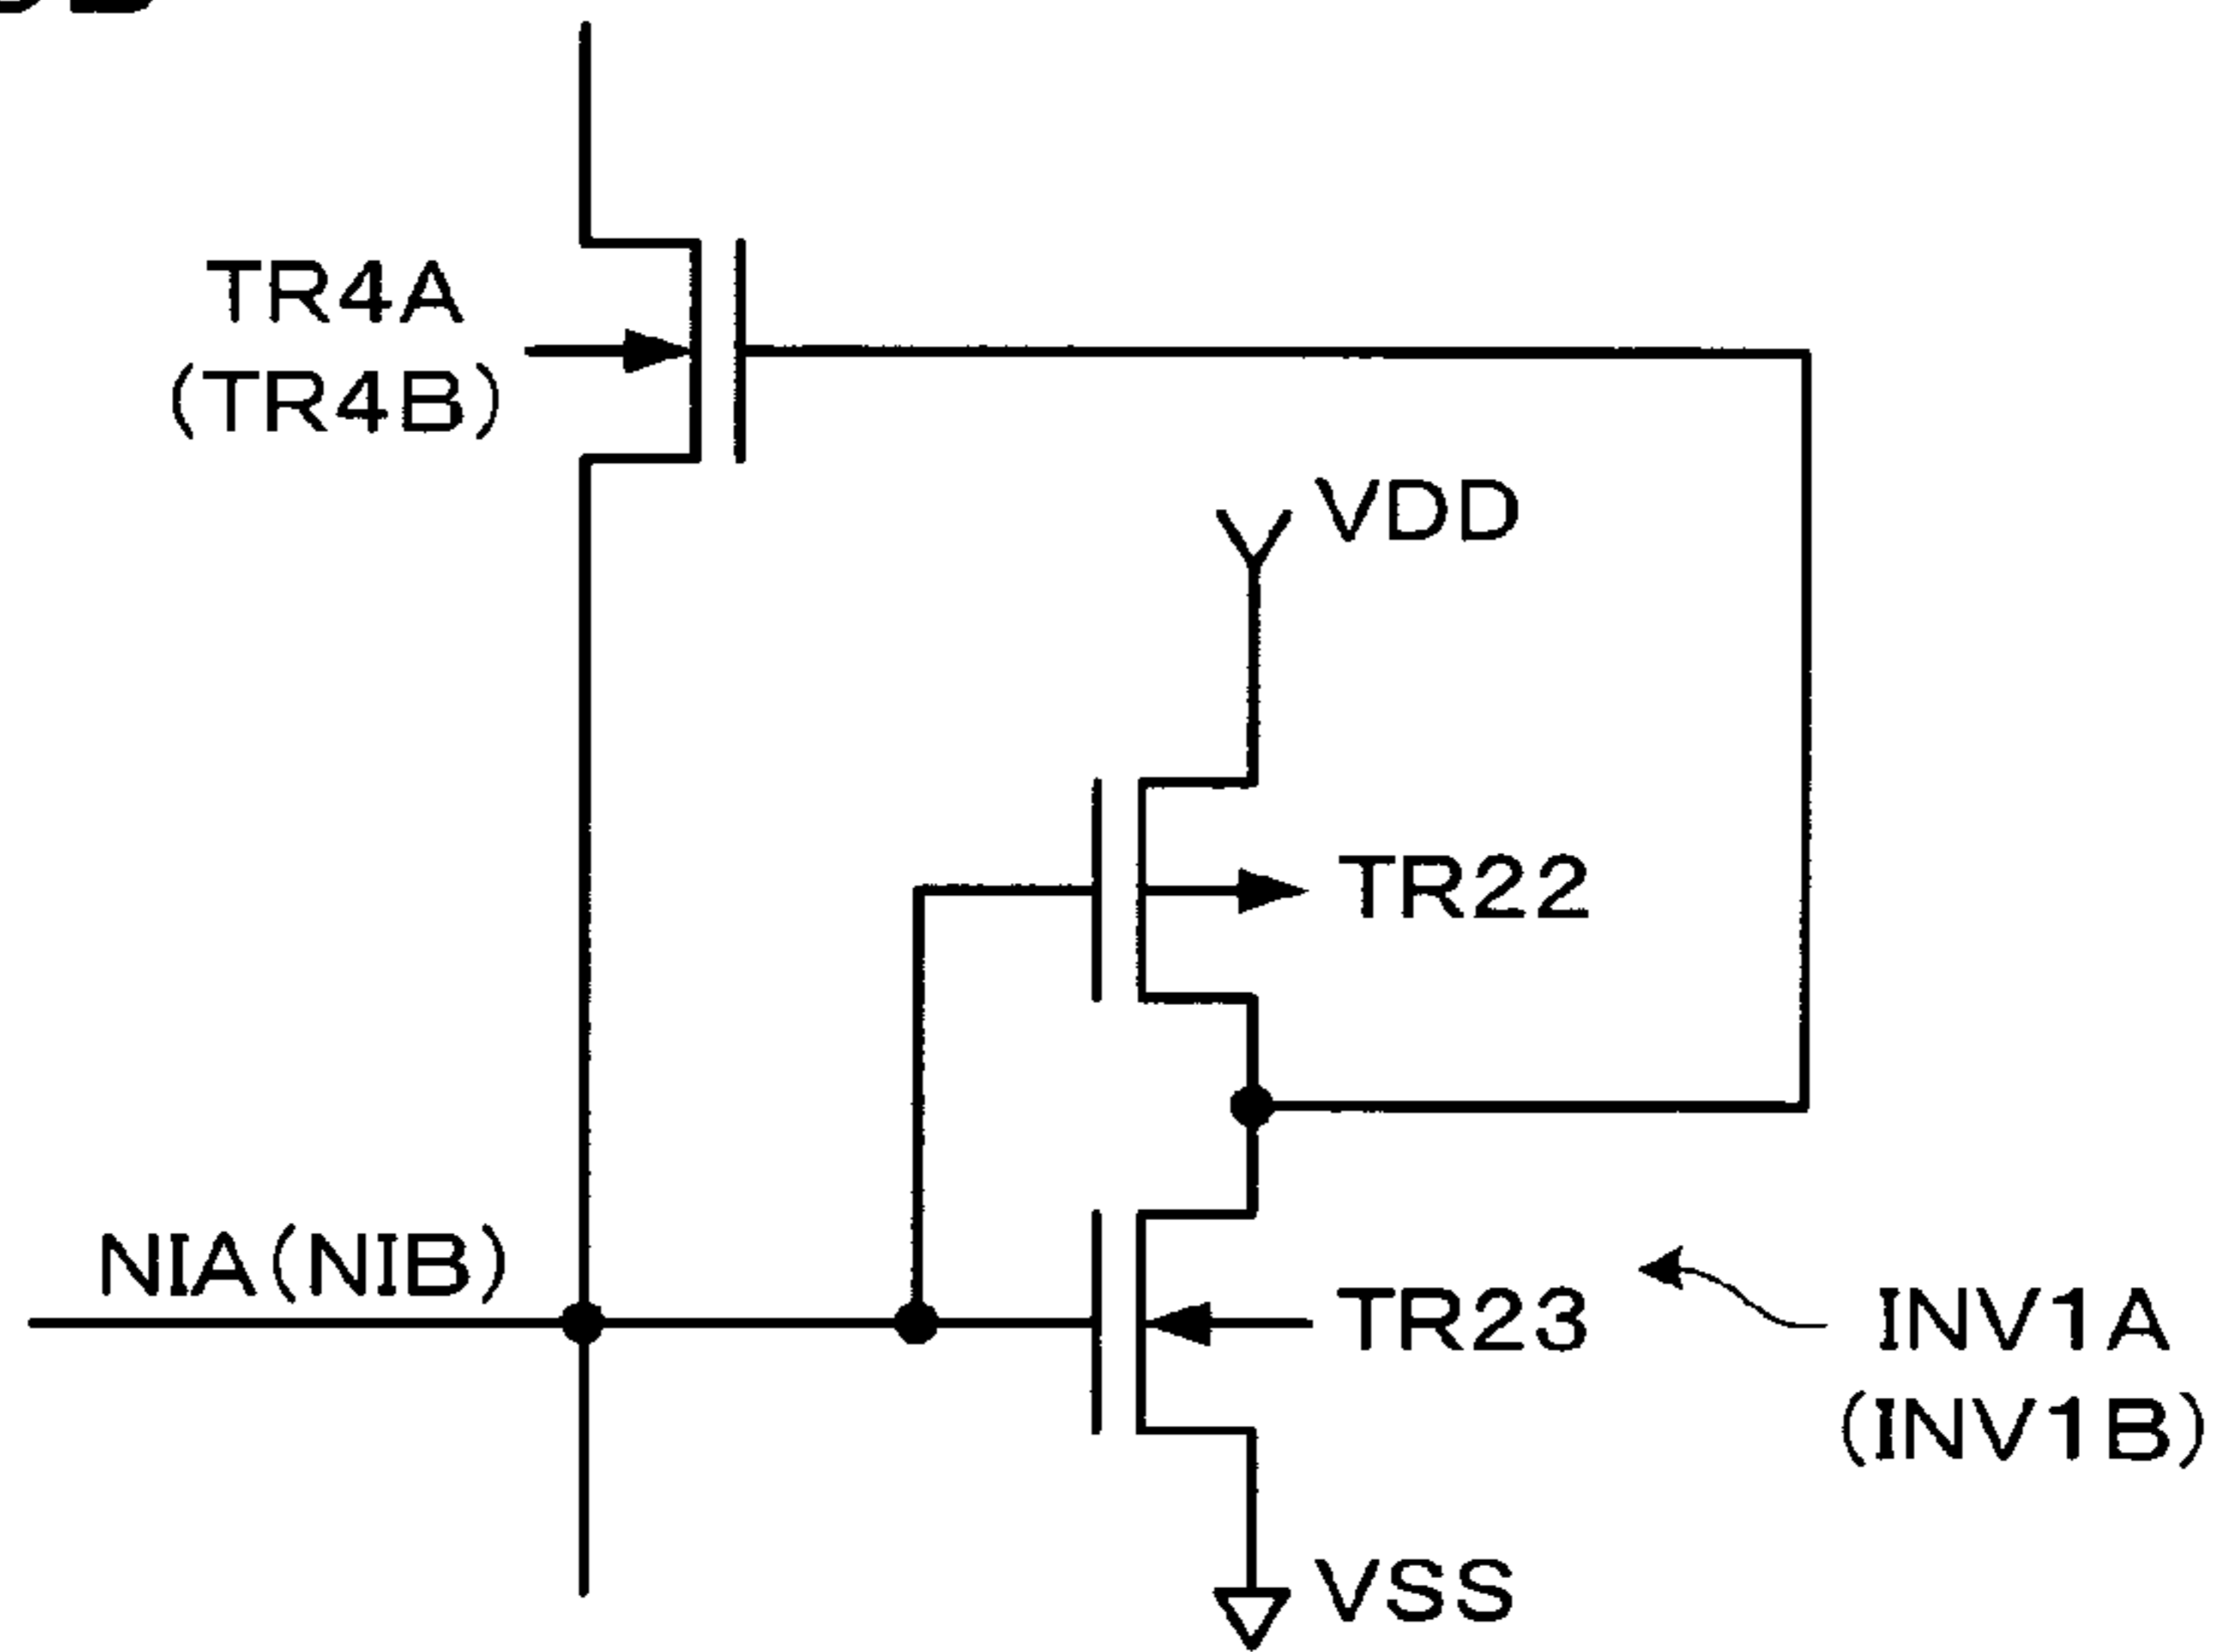 TR4A
(TR4B)
VDD
TR22
NIA(NIB)
TR23
INV1A
(INV1B)
VSS